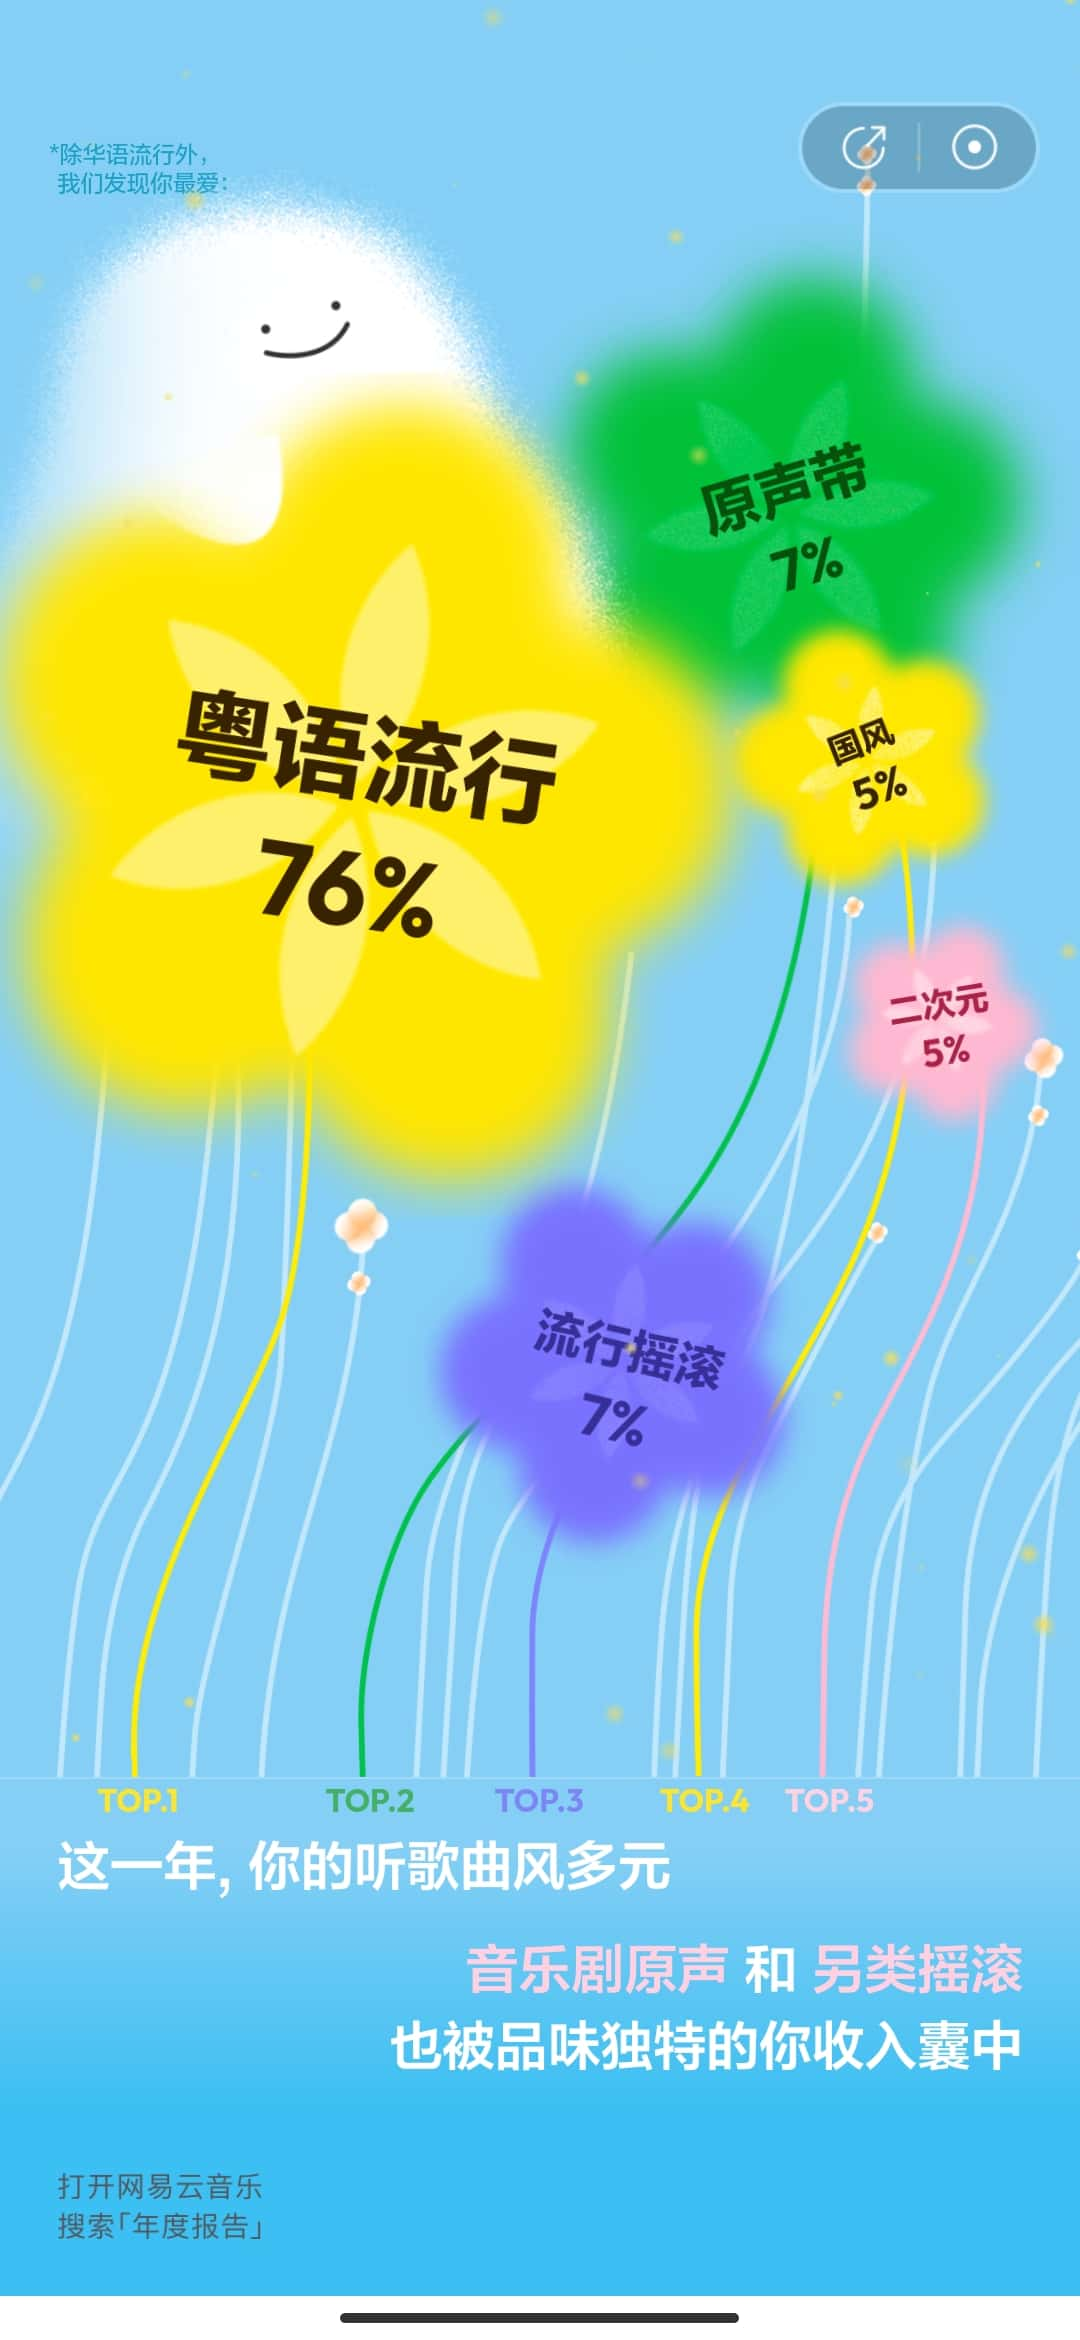 *除华语流行外，
我们发现你最爱：
原声带
7%
粤语流行
76%
国风
5%
二次元
5%
流行摇滚
7%
TOP.1
TOP.2
TOP.3
TOP.4
TOP.5
这一年, 你的听歌曲风多元
音乐剧原声 和 另类摇滚
也被品味独特的你收入囊中
打开网易云音乐
搜索「年度报告」